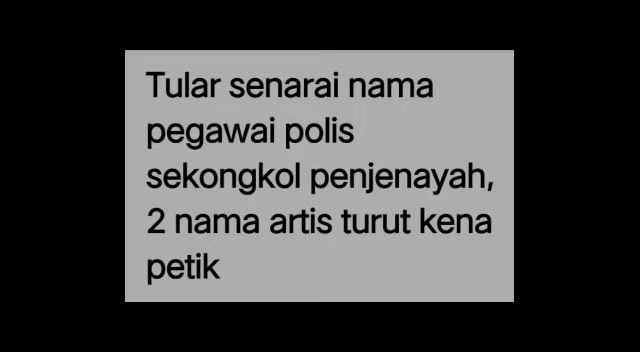 Tular senarai nama
pegawai polis
sekongkol penjenayah,
2 nama artis turut kena
petik